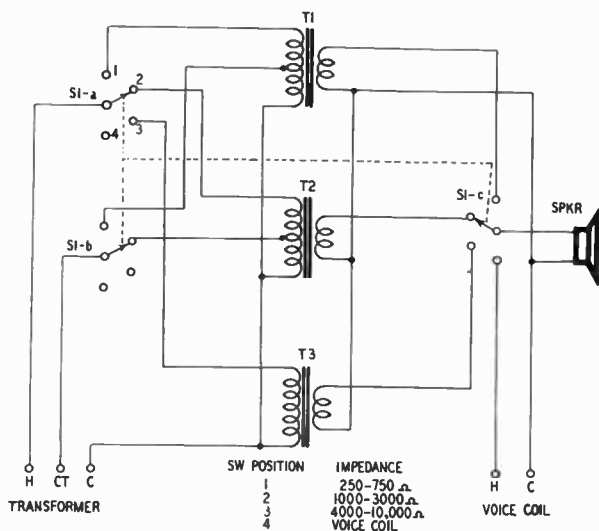 T1
1
2
S1-a
3
4
T2
S1-c
SPKR
S1-b
T3
H CT C
TRANSFORMER
SW POSITION IMPEDANCE
1 250-750 Ω
2 1000-3000 Ω
3 4000-10,000 Ω
4 VOICE COIL
H C
VOICE COIL